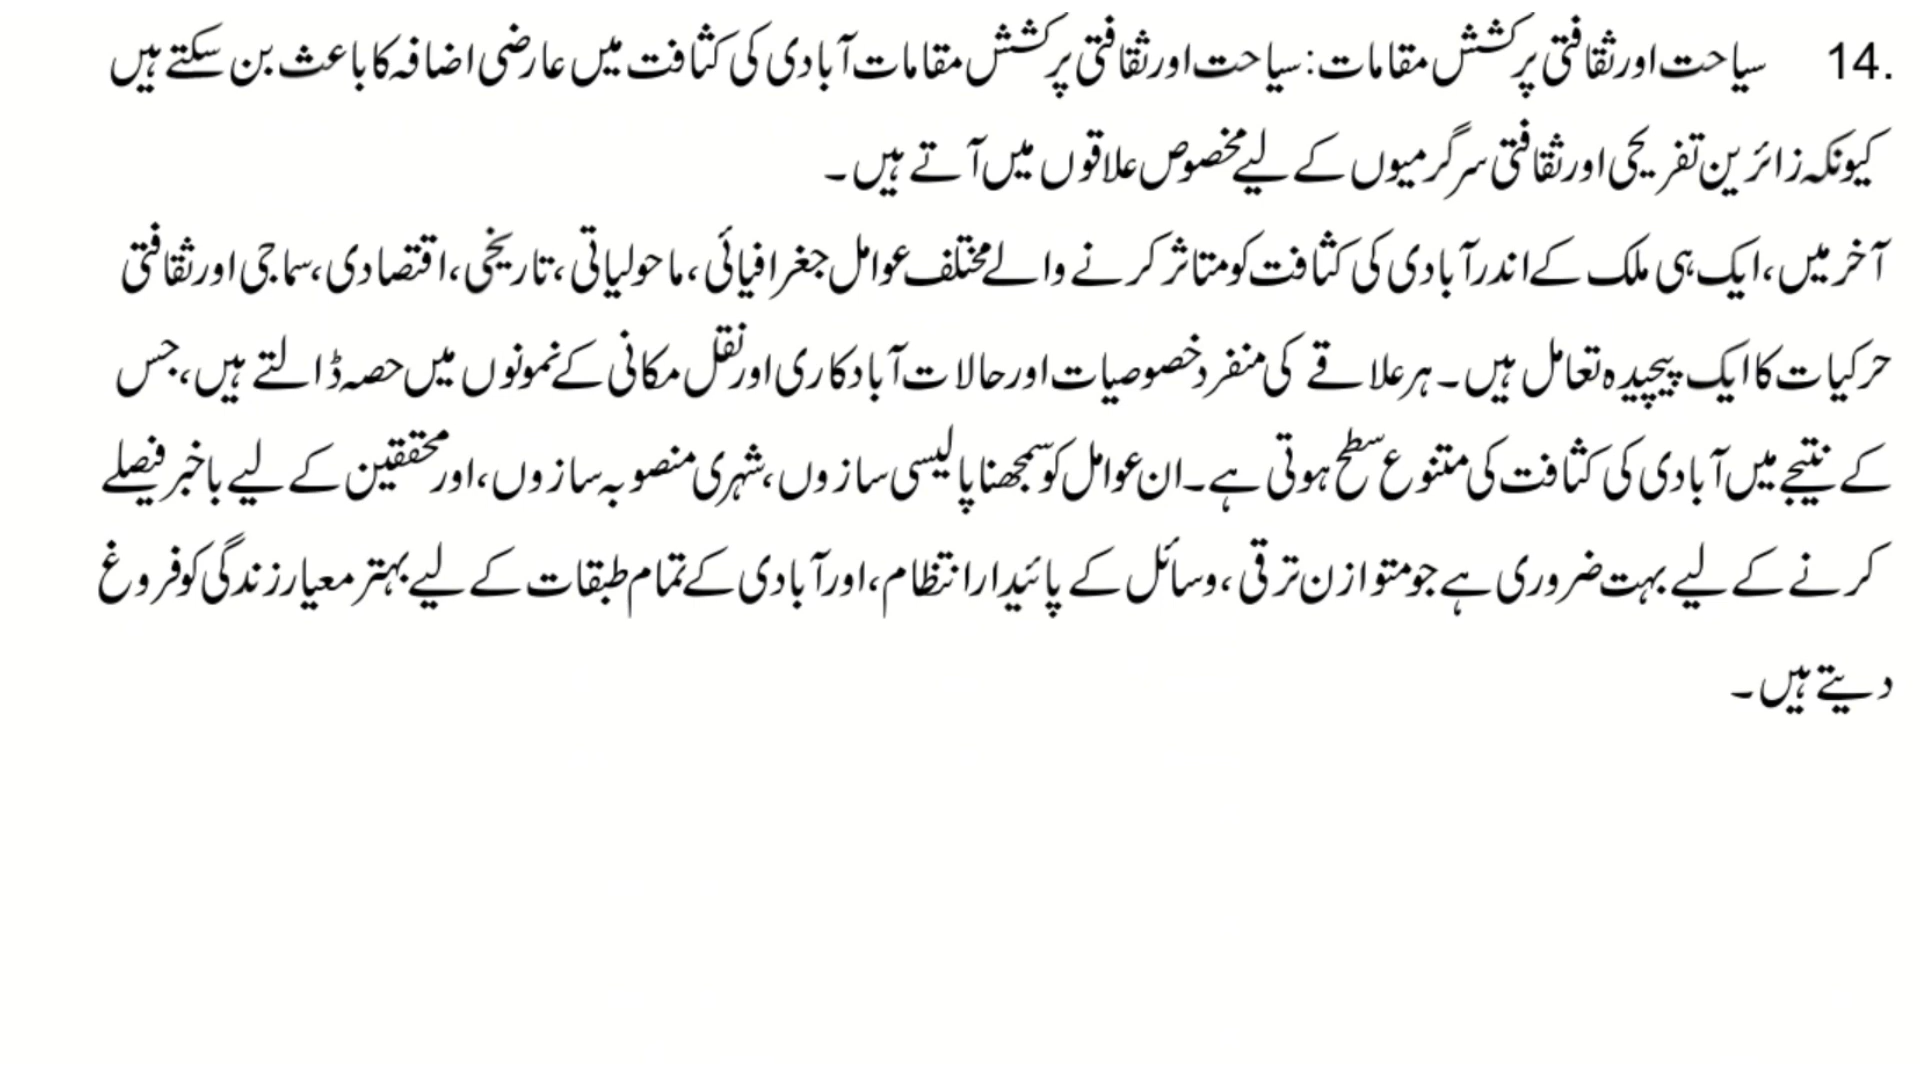 14. سیاحت اور ثقافتی پرکشش مقامات: سیاحت اور ثقافتی پرکشش مقامات آبادی کی کثافت میں عارضی اضافہ کا باعث بن سکتے ہیں
کیونکہ زائرین تفریحی اور ثقافتی سرگرمیوں کے لیے مخصوص علاقوں میں آتے ہیں۔
آخر میں، ایک ہی ملک کے اندر آبادی کی کثافت کو متاثر کرنے والے مختلف عوامل جغرافیائی، ماحولیاتی، تاریخی، اقتصادی، سماجی اور ثقافتی
حرکیات کا ایک پیچیدہ تعامل ہیں۔ ہر علاقے کی منفرد خصوصیات اور حالات آبادکاری اور نقل مکانی کے نمونوں میں حصہ ڈالتے ہیں، جس
کے نتیجے میں آبادی کی کثافت کی متنوع سطح ہوتی ہے۔ ان عوامل کو سمجھنا پالیسی سازوں، شہری منصوبہ سازوں، اور محققین کے لیے باخبر فیصلے
کرنے کے لیے بہت ضروری ہے جو متوازن ترقی، وسائل کے پائیدار انتظام، اور آبادی کے تمام طبقات کے لیے بہتر معیار زندگی کو فروغ
دیتے ہیں۔